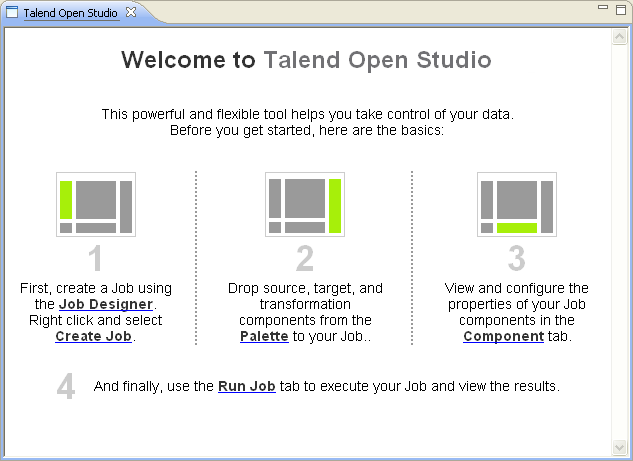 Talend Open Studio
Welcome to Talend Open Studio
This powerful and flexible tool helps you take control of your data.
Before you get started, here are the basics:
1
First, create a Job using
the Job Designer.
Right click and select
Create Job.
2
Drop source, target, and
transformation
components from the
Palette to your Job..
3
View and configure the
properties of your Job
components in the
Component tab.
4 And finally, use the Run Job tab to execute your Job and view the results.